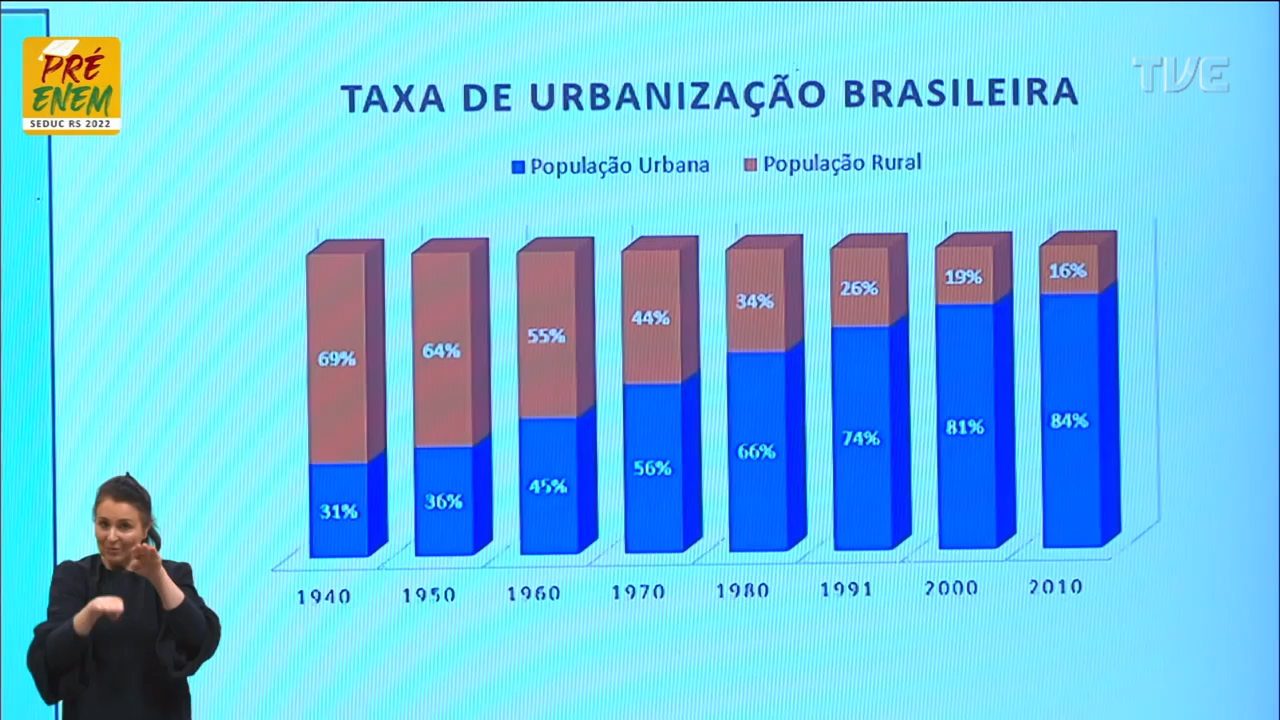 PRÉ
ENEM
SEDUC RS 2022
TVE
TAXA DE URBANIZAÇÃO BRASILEIRA
População Urbana População Rural
69% 64% 55% 44% 34% 26% 19% 16%
31% 36% 45% 56% 66% 74% 81% 84%
1940 1950 1960 1970 1980 1991 2000 2010